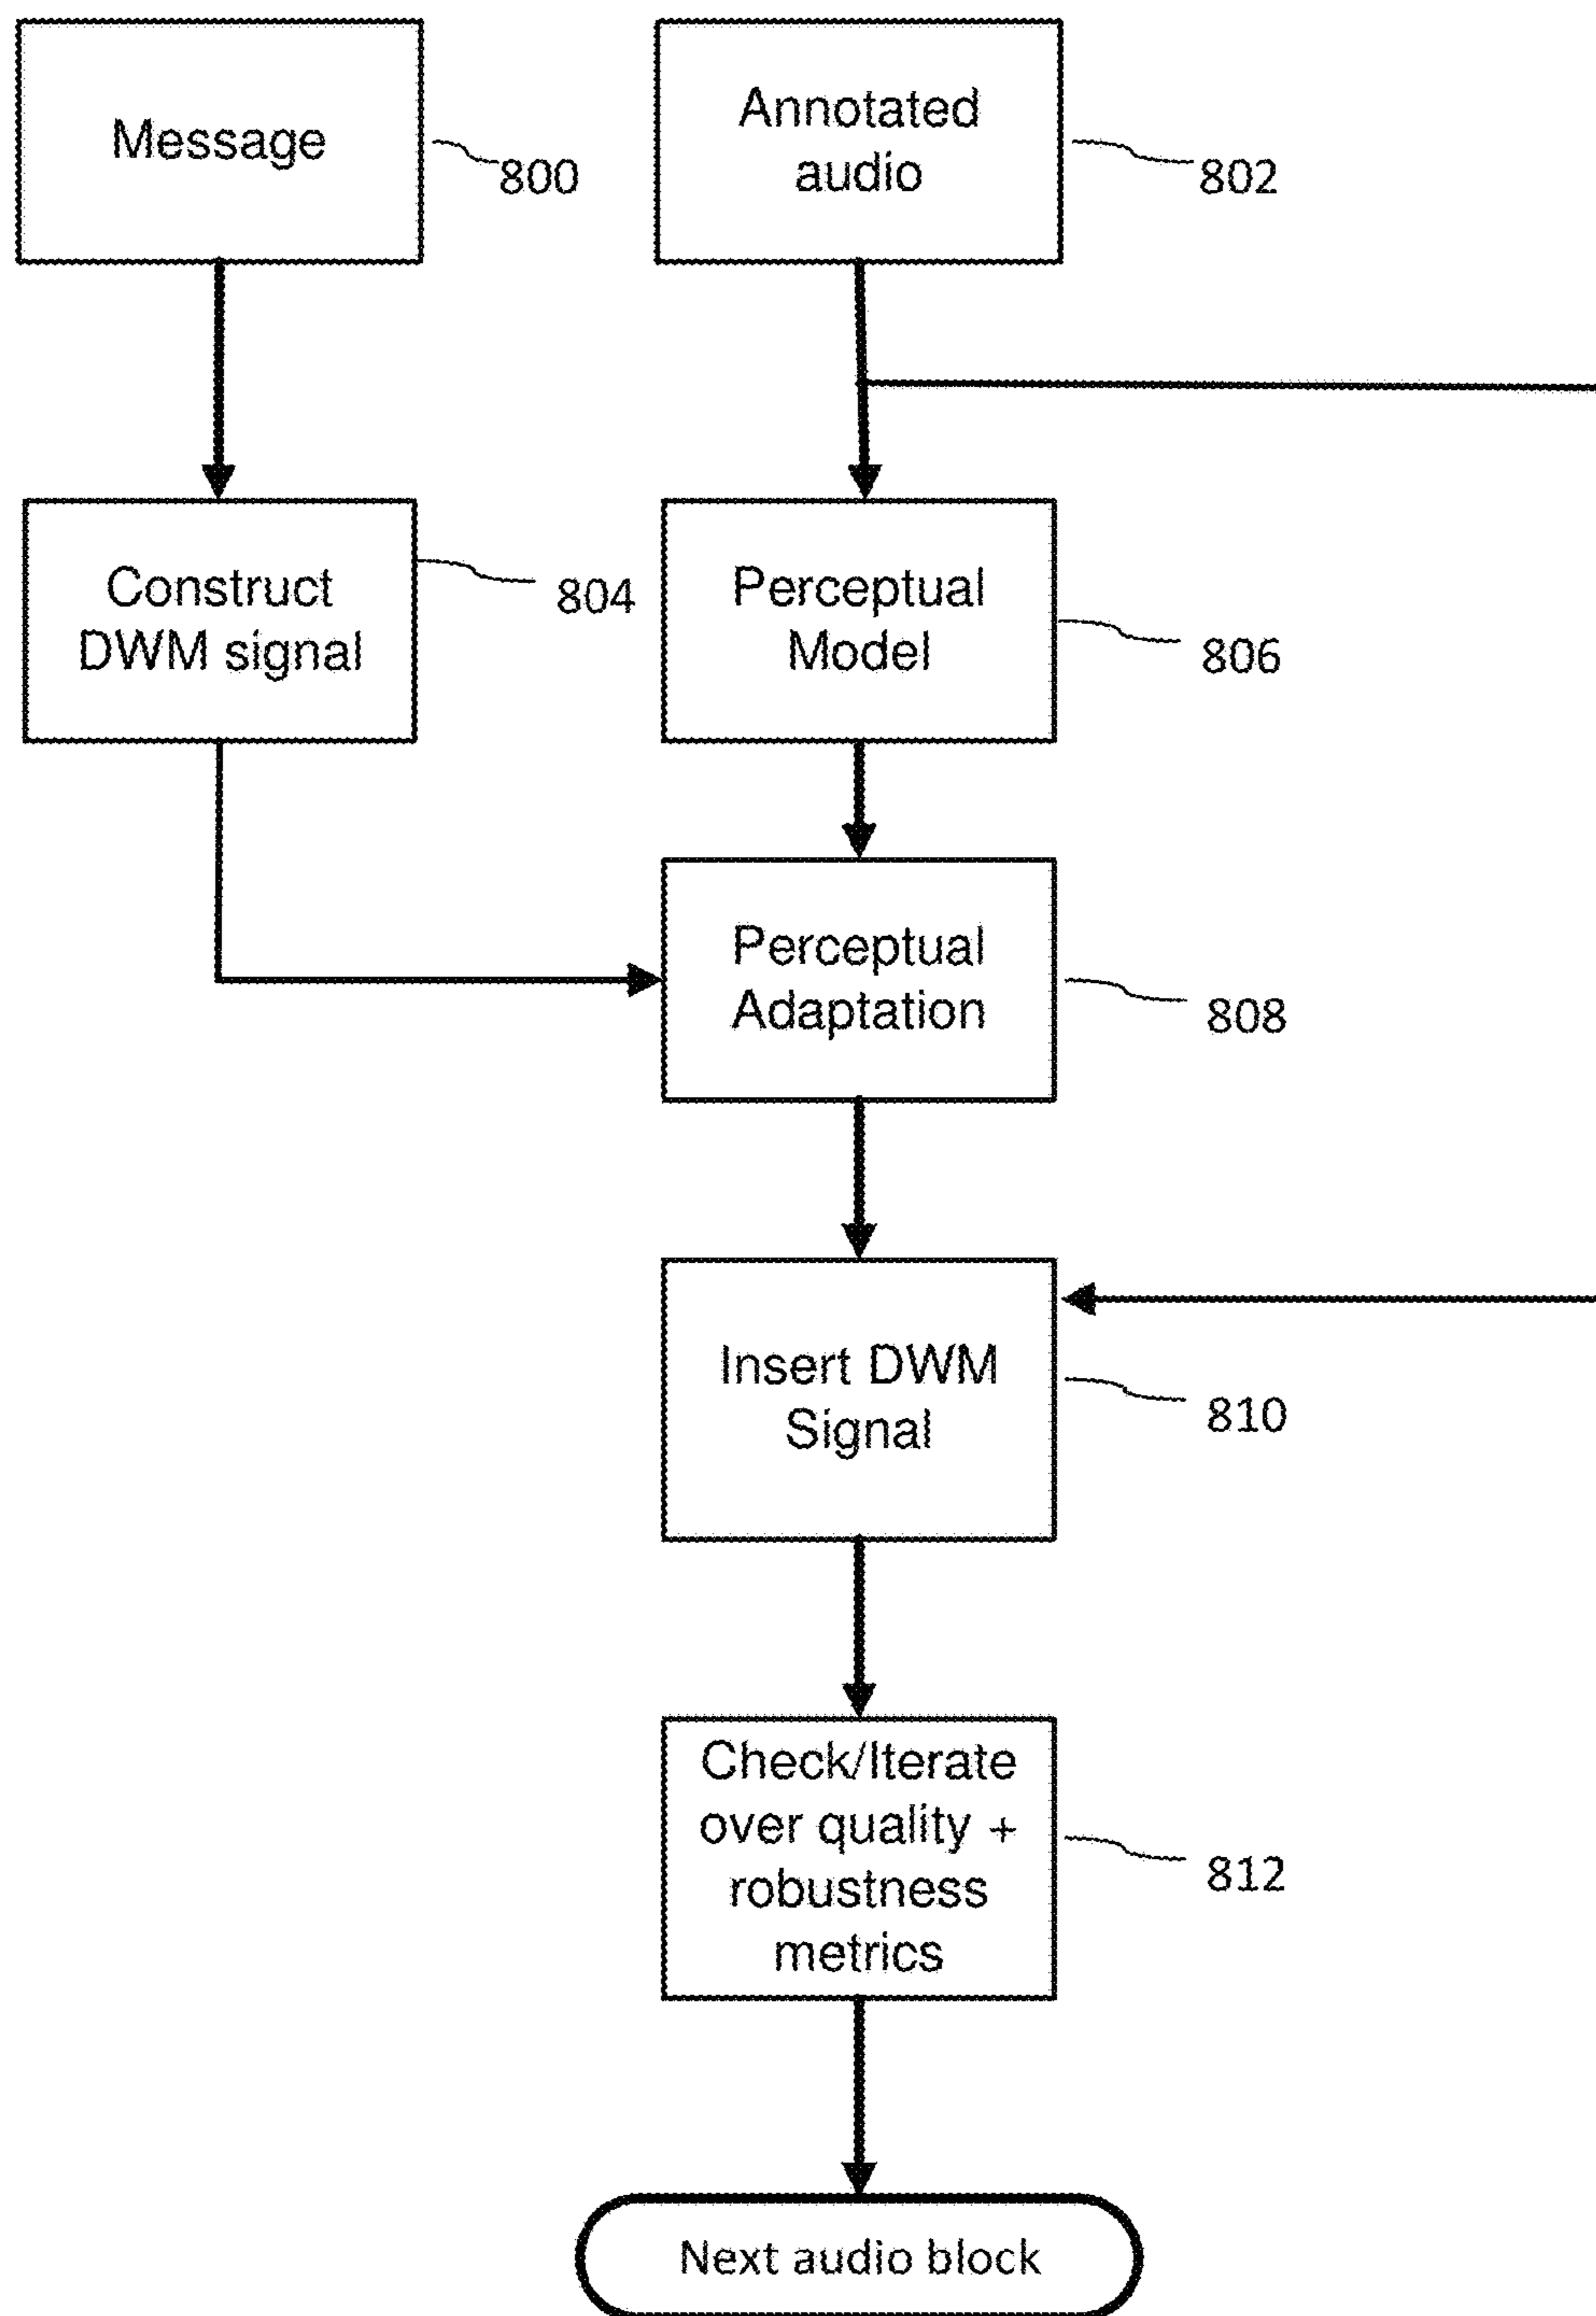 Message
800
Annotated
audio
802
Construct
DWM signal
804
Perceptual
Model
806
Perceptual
Adaptation
808
Insert DWM
Signal
810
Check/Iterate
over quality +
robustness
metrics
812
Next audio block